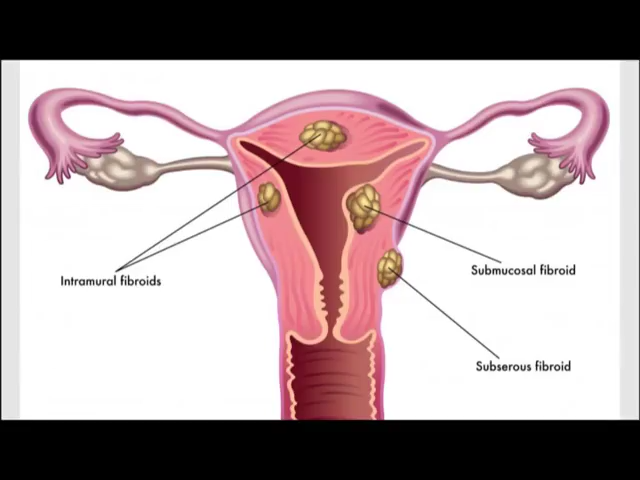 Intramural fibroids
Submucosal fibroid
Subserous fibroid